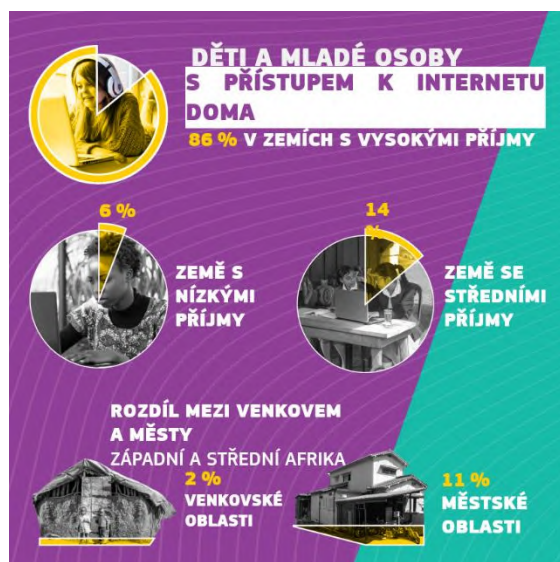 DĚTI A MLADÉ OSOBY
S PŘÍSTUPEM K INTERNETU
DOMA
86 % V ZEMÍCH S VYSOKÝMI PŘÍJMY
6 %
ZEMĚ S
NÍZKÝMI
PŘÍJMY
14
%
ZEMĚ SE
STŘEDNÍMI
PŘÍJMY
ROZDÍL MEZI VENKOVEM
A MĚSTY
ZÁPADNÍ A STŘEDNÍ AFRIKA
2 %
VENKOVSKÉ
OBLASTI
11 %
MĚSTSKÉ
OBLASTI